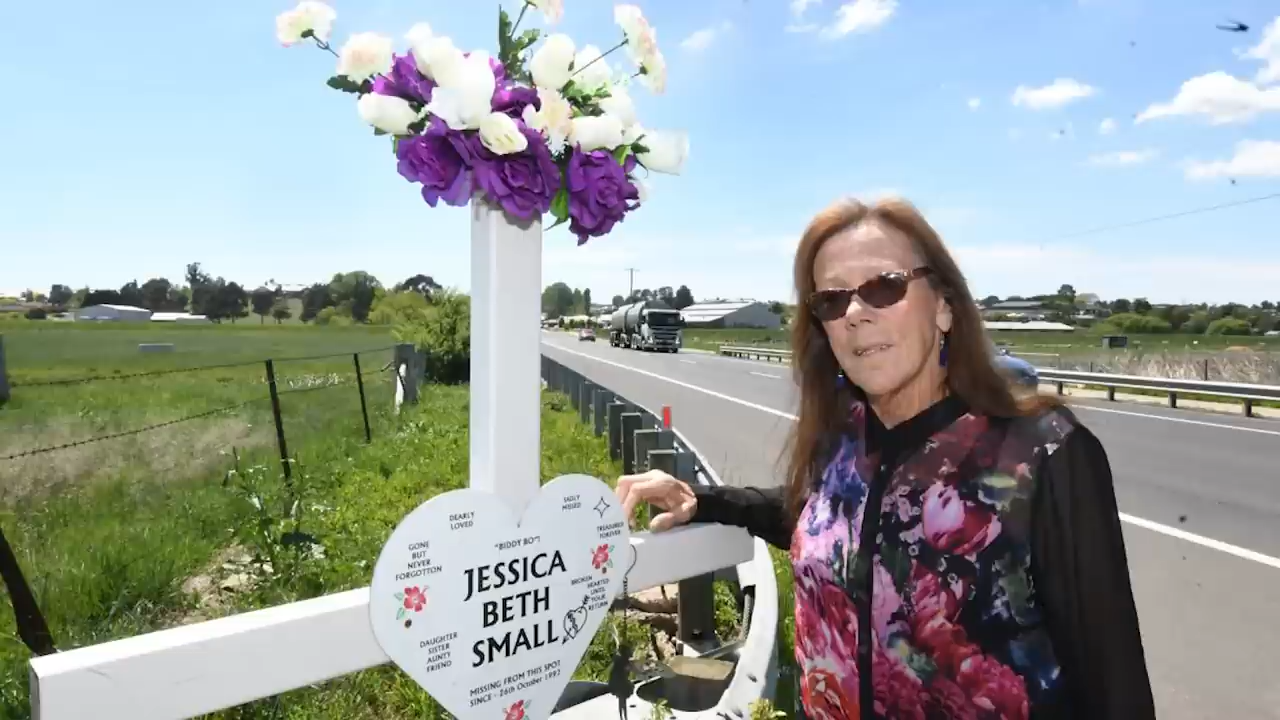 DEARLY
LOVED
SADLY
MISSED
GONE
BUT
NEVER
FORGOTTON
"BIDDY BO"
TREASURED
FOREVER
JESSICA
BETH
SMALL
BROKEN
HEARTED
UNTIL
YOUR
RETURN
DAUGHTER
SISTER
AUNTY
FRIEND
MISSING FROM THIS SPOT
SINCE - 26th October 1997